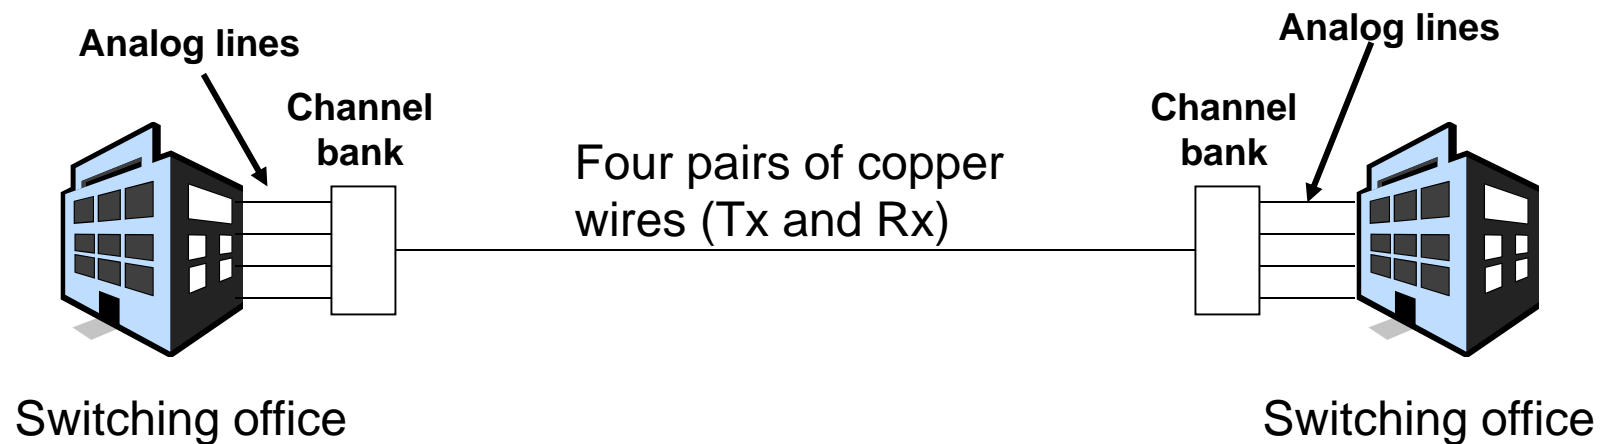 Analog lines
Analog lines
Channel
bank
Channel
bank
Four pairs of copper
wires (Tx and Rx)
Switching office
Switching office